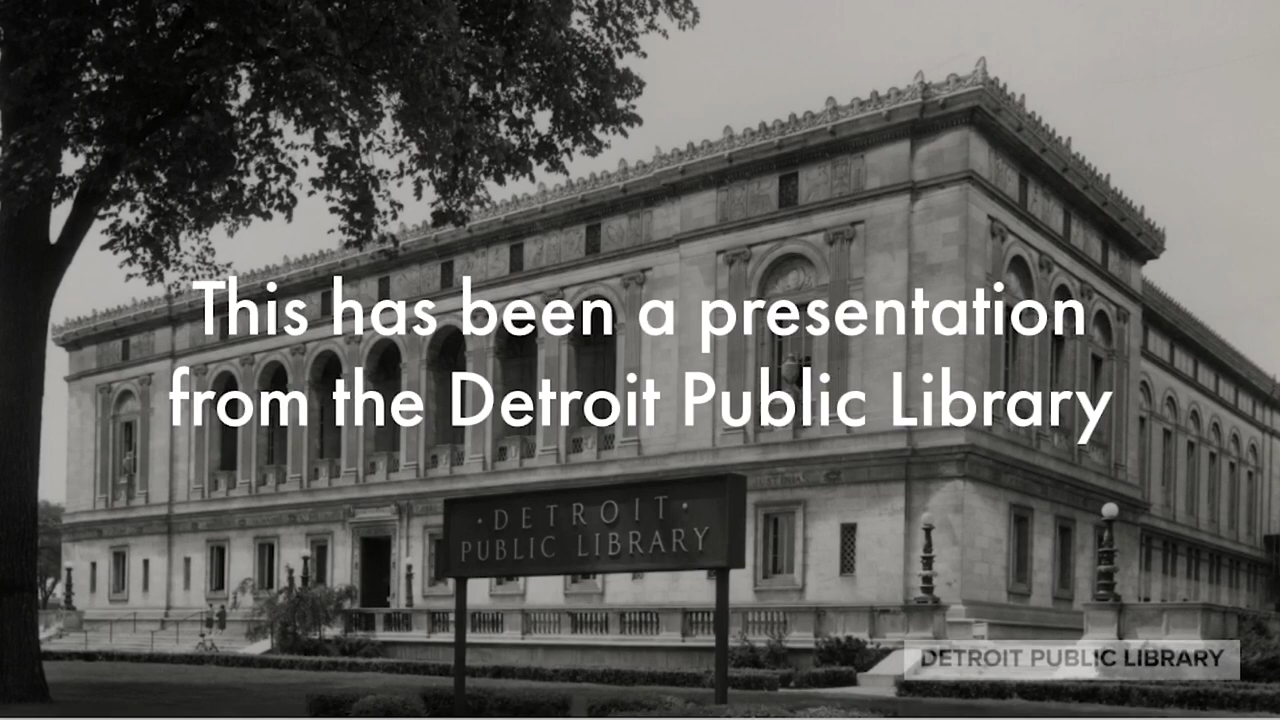 This has been a presentation
from the Detroit Public Library
·DETROIT·
PUBLIC LIBRARY
DETROIT PUBLIC LIBRARY